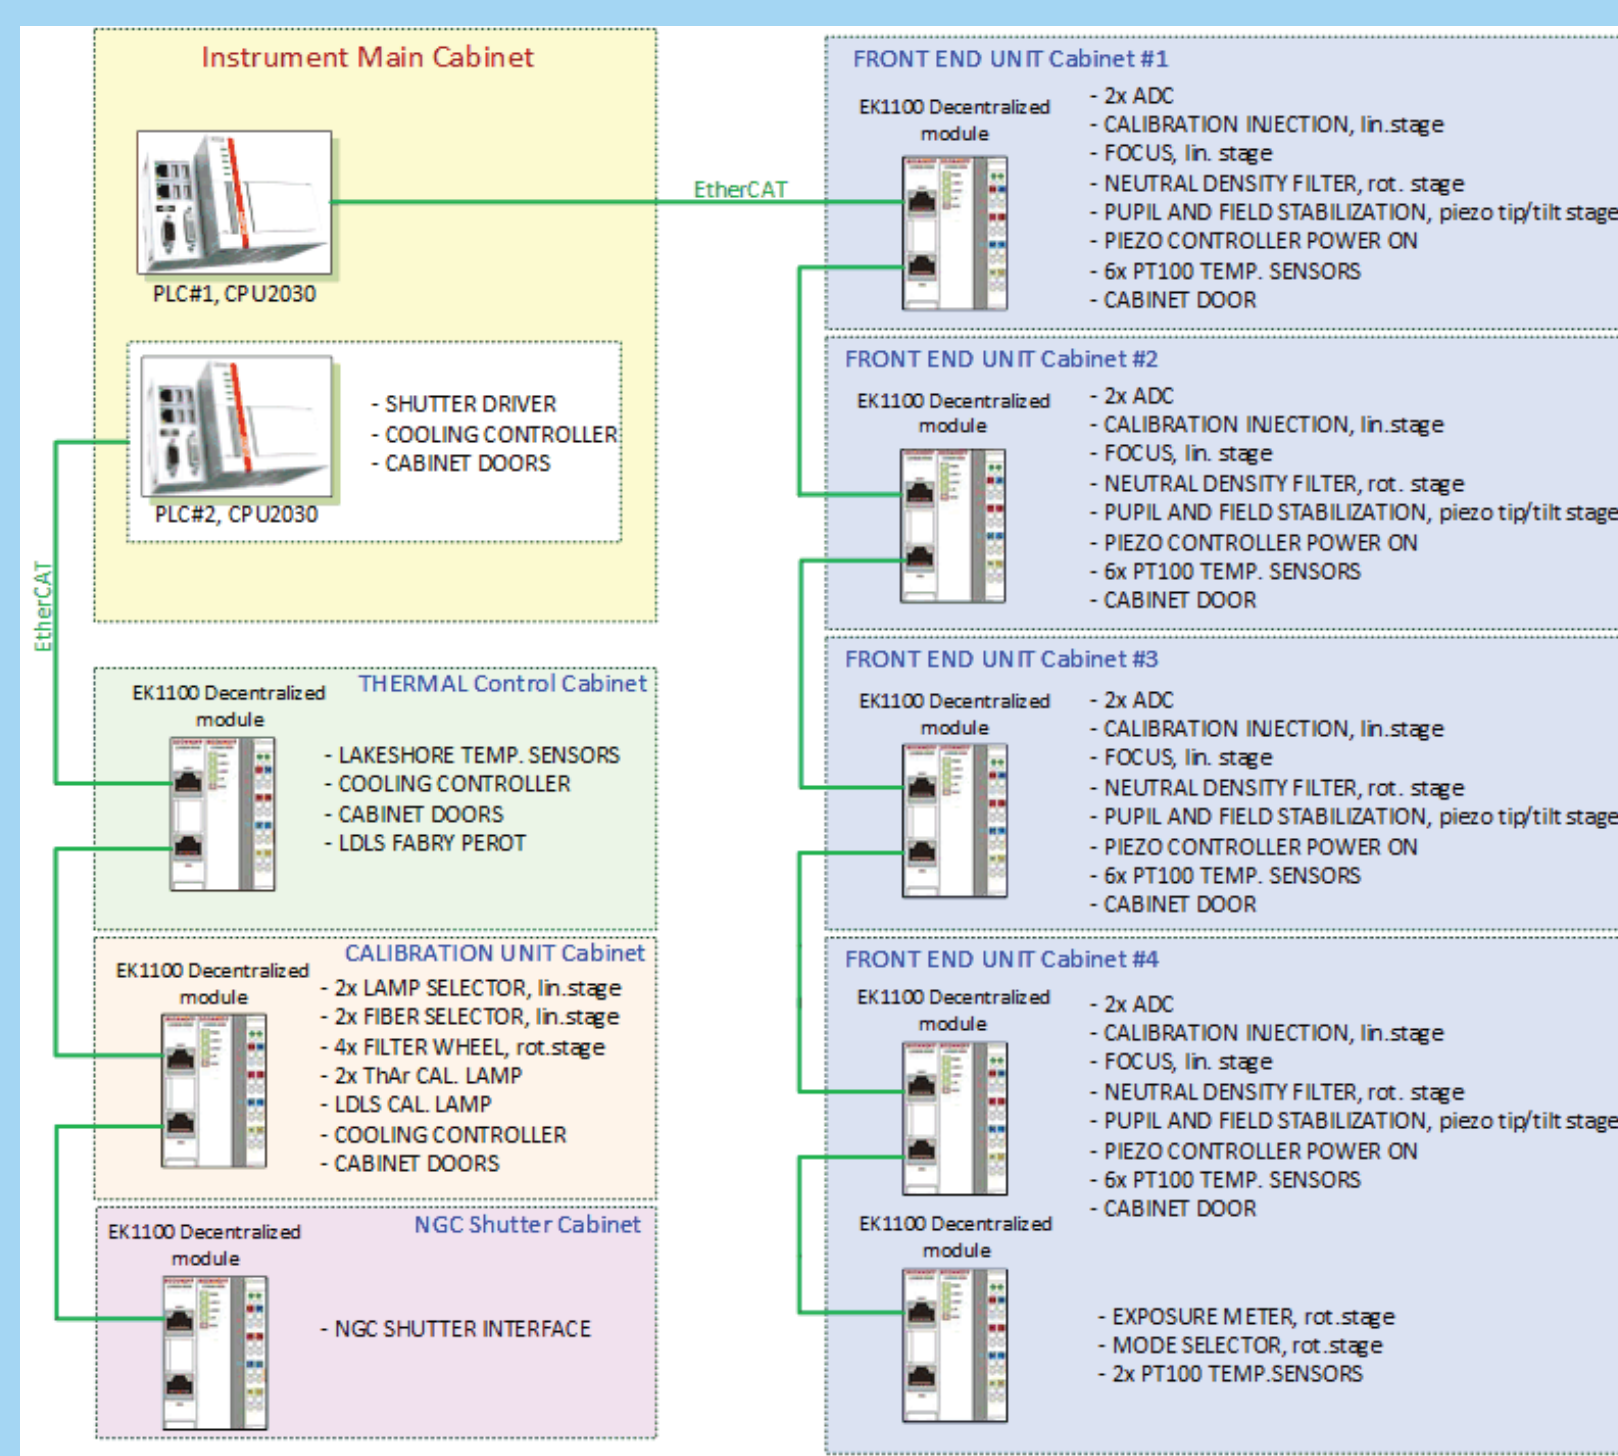 Instrument Main Cabinet
PLC#1, CPU2030
PLC#2, CPU2030
- SHUTTER DRIVER
- COOLING CONTROLLER
- CABINET DOORS
EtherCAT
EtherCAT
THERMAL Control Cabinet
EK1100 Decentralized
module
- LAKESHORE TEMP. SENSORS
- COOLING CONTROLLER
- CABINET DOORS
- LDLS FABRY PEROT
CALIBRATION UNIT Cabinet
EK1100 Decentralized
module
- 2x LAMP SELECTOR, lin.stage
- 2x FIBER SELECTOR, lin.stage
- 4x FILTER WHEEL, rot.stage
- 2x ThAr CAL. LAMP
- LDLS CAL. LAMP
- COOLING CONTROLLER
- CABINET DOORS
NGC Shutter Cabinet
EK1100 Decentralized
module
- NGC SHUTTER INTERFACE
FRONT END UNIT Cabinet #1
EK1100 Decentralized
module
- 2x ADC
- CALIBRATION INJECTION, lin.stage
- FOCUS, lin. stage
- NEUTRAL DENSITY FILTER, rot. stage
- PUPIL AND FIELD STABILIZATION, piezo tip/tilt stage
- PIEZO CONTROLLER POWER ON
- 6x PT100 TEMP. SENSORS
- CABINET DOOR
FRONT END UNIT Cabinet #2
EK1100 Decentralized
module
- 2x ADC
- CALIBRATION INJECTION, lin.stage
- FOCUS, lin. stage
- NEUTRAL DENSITY FILTER, rot. stage
- PUPIL AND FIELD STABILIZATION, piezo tip/tilt stage
- PIEZO CONTROLLER POWER ON
- 6x PT100 TEMP. SENSORS
- CABINET DOOR
FRONT END UNIT Cabinet #3
EK1100 Decentralized
module
- 2x ADC
- CALIBRATION INJECTION, lin.stage
- FOCUS, lin. stage
- NEUTRAL DENSITY FILTER, rot. stage
- PUPIL AND FIELD STABILIZATION, piezo tip/tilt stage
- PIEZO CONTROLLER POWER ON
- 6x PT100 TEMP. SENSORS
- CABINET DOOR
FRONT END UNIT Cabinet #4
EK1100 Decentralized
module
- 2x ADC
- CALIBRATION INJECTION, lin.stage
- FOCUS, lin. stage
- NEUTRAL DENSITY FILTER, rot. stage
- PUPIL AND FIELD STABILIZATION, piezo tip/tilt stage
- PIEZO CONTROLLER POWER ON
- 6x PT100 TEMP. SENSORS
- CABINET DOOR
EK1100 Decentralized
module
- EXPOSURE METER, rot.stage
- MODE SELECTOR, rot.stage
- 2x PT100 TEMP.SENSORS